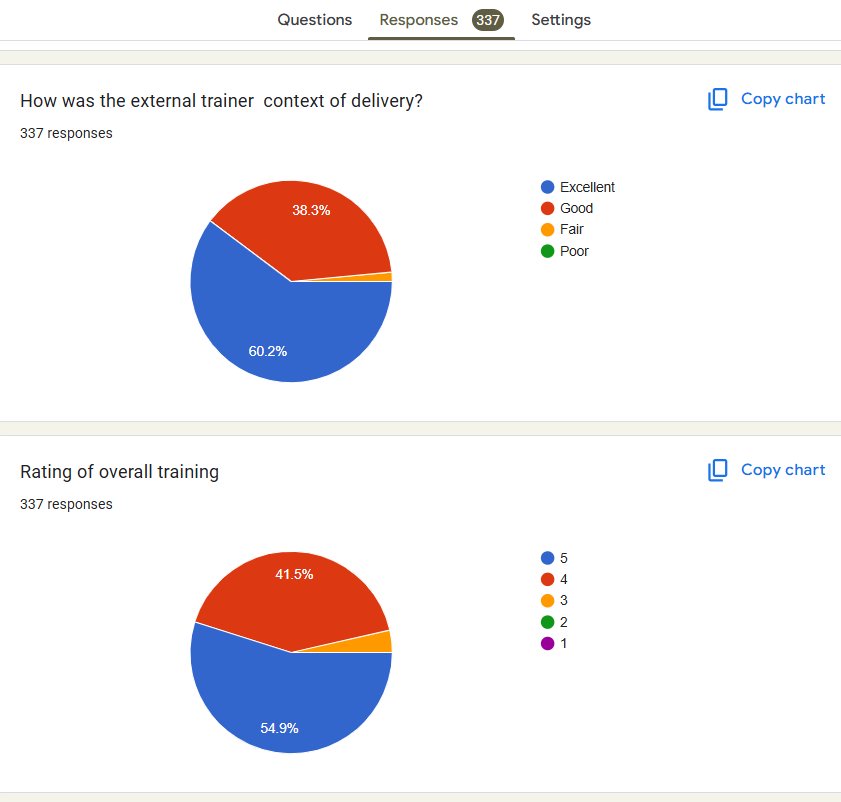 Questions Responses 337 Settings
How was the external trainer  context of delivery?
Copy chart
337 responses
38.3%
60.2%
Excellent
Good
Fair
Poor
Rating of overall training
Copy chart
337 responses
41.5%
54.9%
5
4
3
2
1